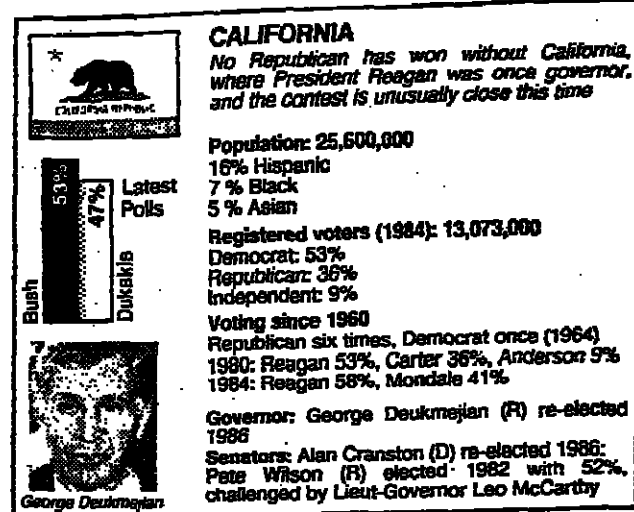 CALIFORNIA
No Republican has won without California,
where President Reagan was once governor,
and the contest is unusually close this time
CALIFORNIA REPUBLIC
Population: 25,600,000
16% Hispanic
7 % Black
5 % Asian
53%
47%
Latest
Polls
Bush
Dukakis
Registered voters (1984): 13,073,000
Democrat: 53%
Republican: 36%
Independent: 9%
Voting since 1960
Republican six times, Democrat once (1964)
1980: Reagan 53%, Carter 36%, Anderson 9%
1984: Reagan 58%, Mondale 41%
Governor: George Deukmejian (R) re-elected
1986
Senators: Alan Cranston (D) re-elected 1986:
Pete Wilson (R) elected 1982 with 52%,
challenged by Lieut-Governor Leo McCarthy
George Deukmejian